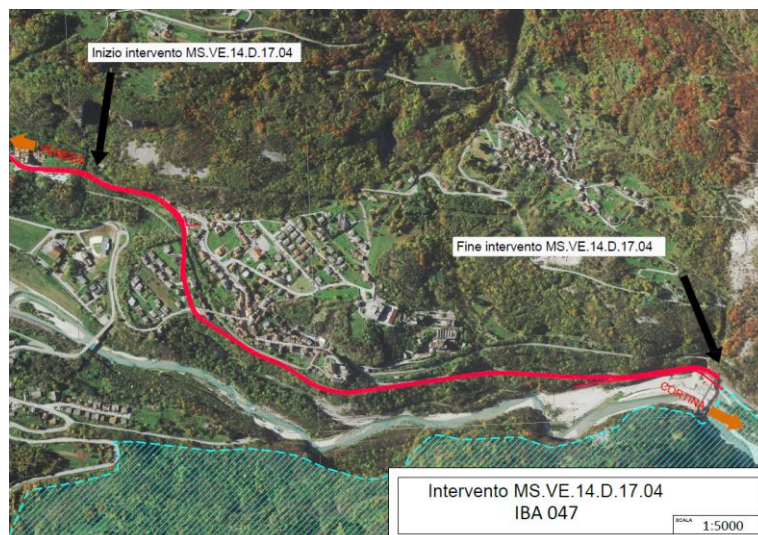 Inizio intervento MS.VE.14.D.17.04
VENEZIA
Fine intervento MS.VE.14.D.17.04
CORTINA
Intervento MS.VE.14.D.17.04
IBA 047
SCALA 1:5000